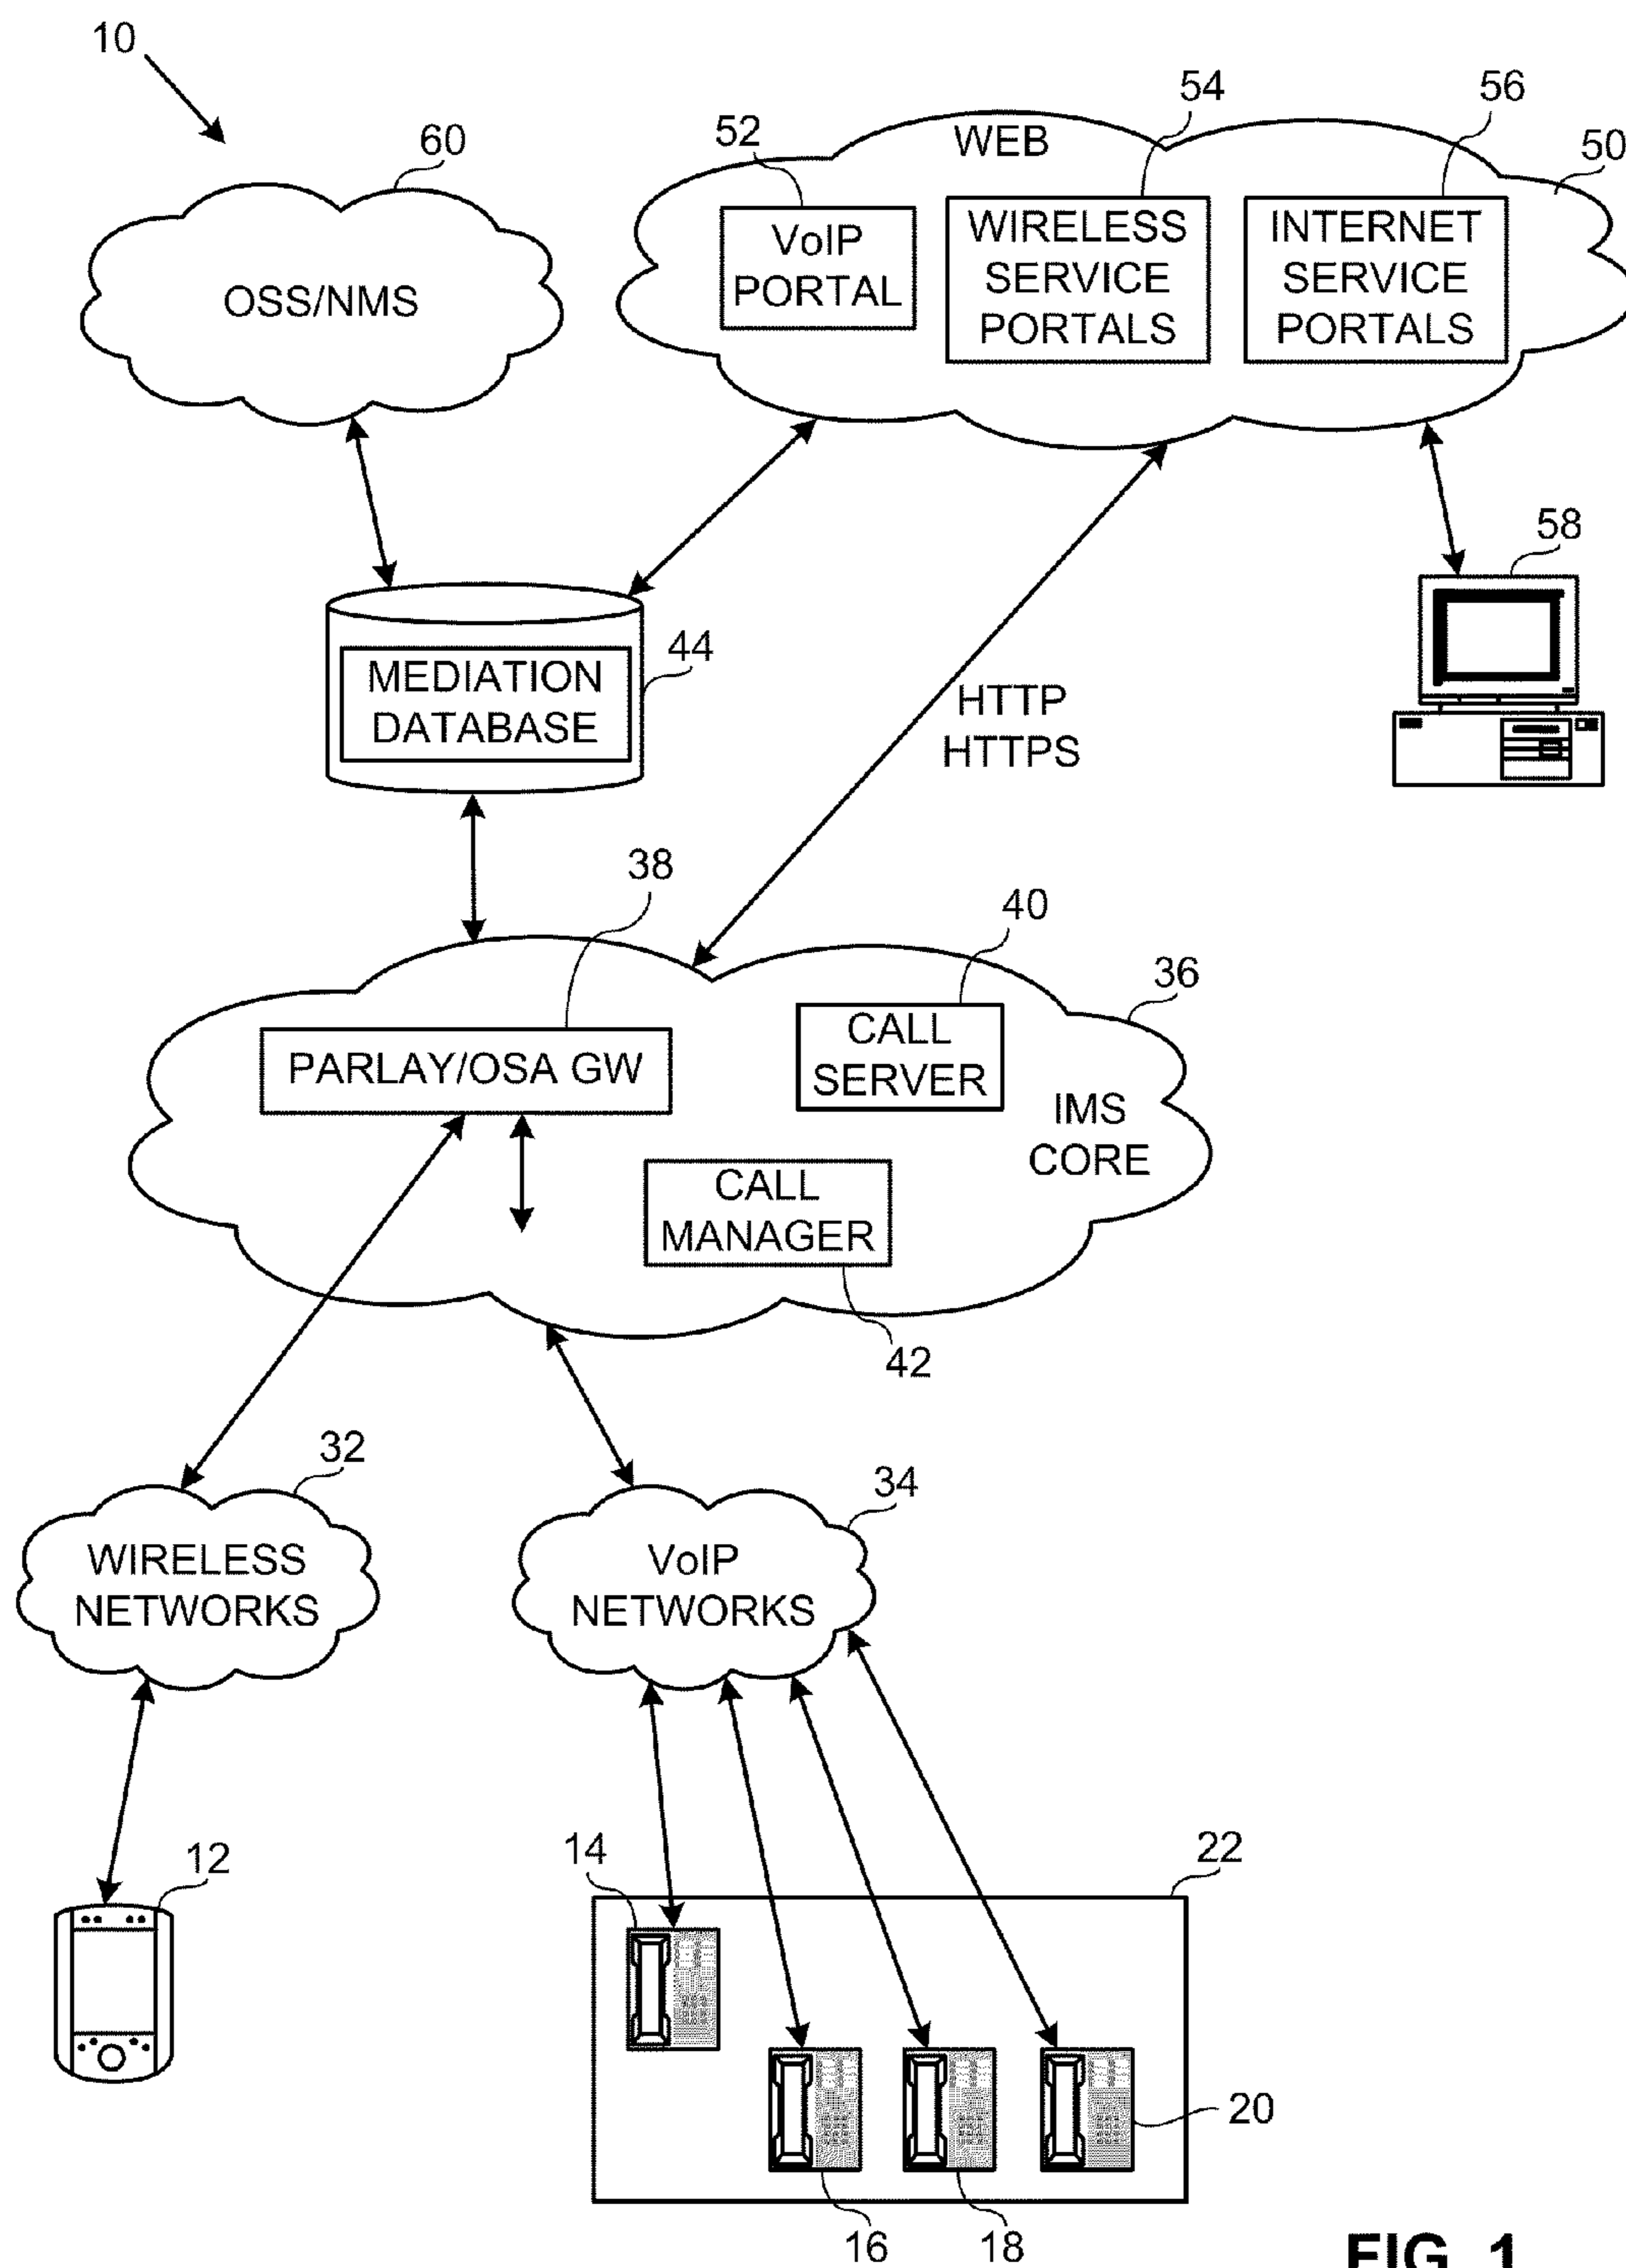 10
54
56
52
WEB
50
60
VoIP
PORTAL
WIRELESS
SERVICE
PORTALS
INTERNET
SERVICE
PORTALS
OSS/NMS
58
44
MEDIATION
DATABASE
HTTP
HTTPS
38
40
36
CALL
SERVER
PARLAY/OSA GW
IMS
CORE
CALL
MANAGER
42
32
34
WIRELESS
NETWORKS
VoIP
NETWORKS
12
14
22
20
16
18
FIG. 1